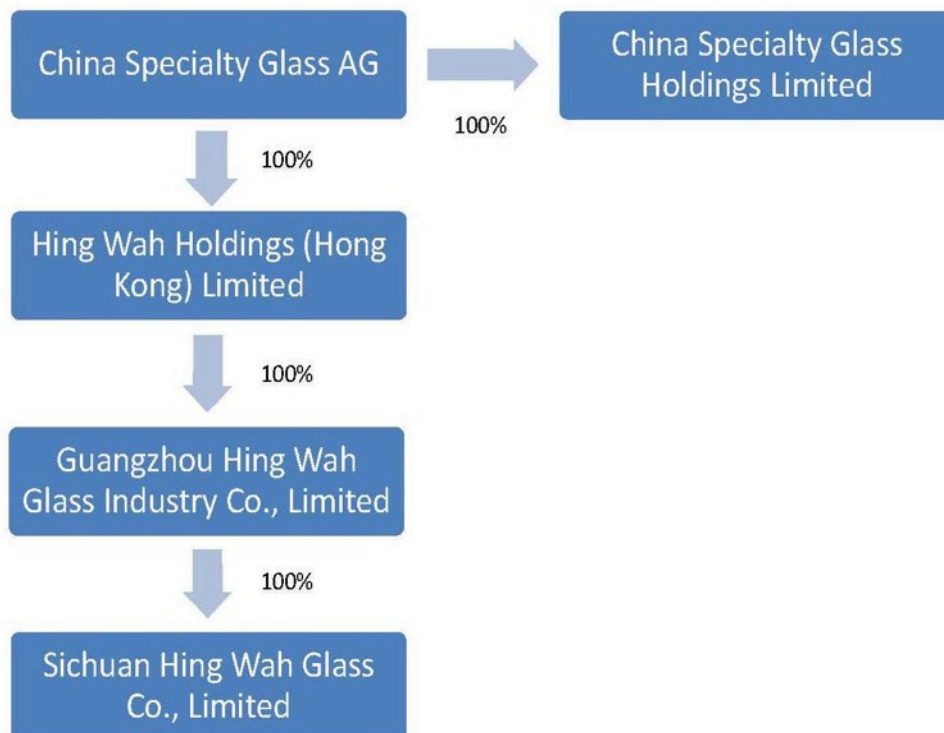 China Specialty Glass AG
China Specialty Glass
Holdings Limited
100%
100%
Hing Wah Holdings (Hong
Kong) Limited
100%
Guangzhou Hing Wah
Glass Industry Co., Limited
100%
Sichuan Hing Wah Glass
Co., Limited